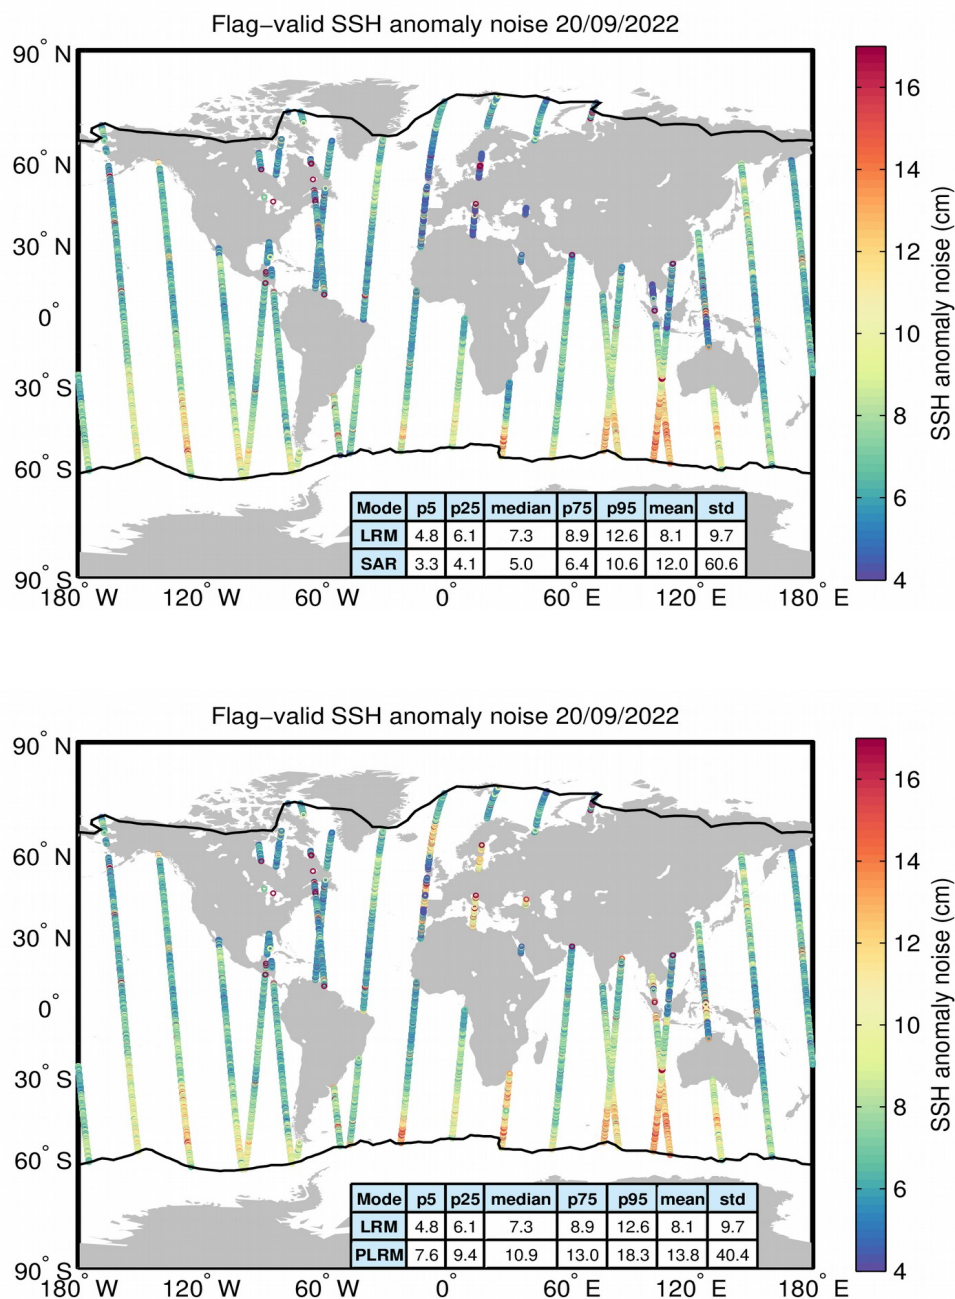 Flag−valid SSH anomaly noise 20/09/2022
90° N
60° N
30° N
0°
30° S
60° S
90° S
180° W 120° W 60° W 0° 60° E 120° E 180° E
Mode p5 p25 median p75 p95 mean std
LRM 4.8 6.1 7.3 8.9 12.6 8.1 9.7
SAR 3.3 4.1 5.0 6.4 10.6 12.0 60.6
16
14
12
10
8
6
4
SSH anomaly noise (cm)
Flag−valid SSH anomaly noise 20/09/2022
90° N
60° N
30° N
0°
30° S
60° S
90° S
180° W 120° W 60° W 0° 60° E 120° E 180° E
Mode p5 p25 median p75 p95 mean std
LRM 4.8 6.1 7.3 8.9 12.6 8.1 9.7
PLRM 7.6 9.4 10.9 13.0 18.3 13.8 40.4
16
14
12
10
8
6
4
SSH anomaly noise (cm)